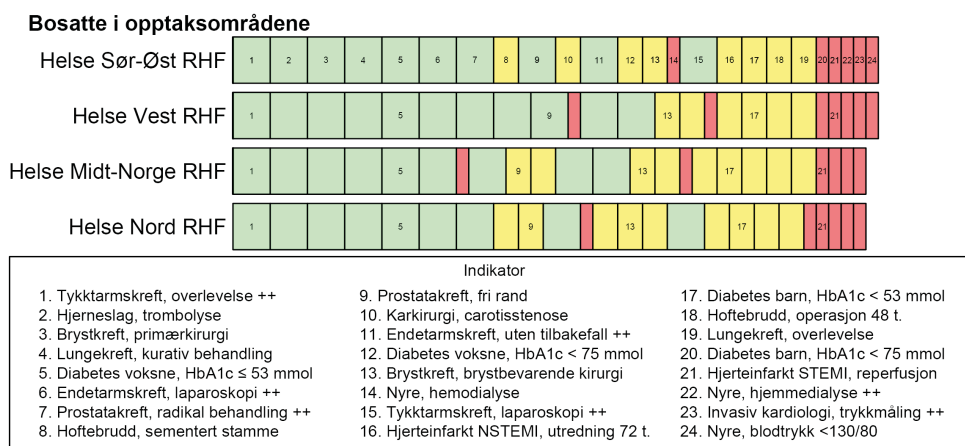 Bosatte i opptaksområdene
Helse Sør-Øst RHF 1 2 3 4 5 6 7 8 9 10 11 12 13 14 15 16 17 18 19 20 21 22 23 24
Helse Vest RHF 1 5 9 13 17 21
Helse Midt-Norge RHF 1 5 9 13 17 21
Helse Nord RHF 1 5 9 13 17 21
Indikator
1. Tykktarmskreft, overlevelse ++
2. Hjerneslag, trombolyse
3. Brystkreft, primærkirurgi
4. Lungekreft, kurativ behandling
5. Diabetes voksne, HbA1c ≤ 53 mmol
6. Endetarmskreft, laparoskopi ++
7. Prostatakreft, radikal behandling ++
8. Hoftebrudd, sementert stamme
9. Prostatakreft, fri rand
10. Karkirurgi, carotisstenose
11. Endetarmskreft, uten tilbakefall ++
12. Diabetes voksne, HbA1c < 75 mmol
13. Brystkreft, brystbevarende kirurgi
14. Nyre, hemodialyse
15. Tykktarmskreft, laparoskopi ++
16. Hjerteinfarkt NSTEMI, utredning 72 t.
17. Diabetes barn, HbA1c < 53 mmol
18. Hoftebrudd, operasjon 48 t.
19. Lungekreft, overlevelse
20. Diabetes barn, HbA1c < 75 mmol
21. Hjerteinfarkt STEMI, reperfusjon
22. Nyre, hjemmedialyse ++
23. Invasiv kardiologi, trykkmåling ++
24. Nyre, blodtrykk <130/80